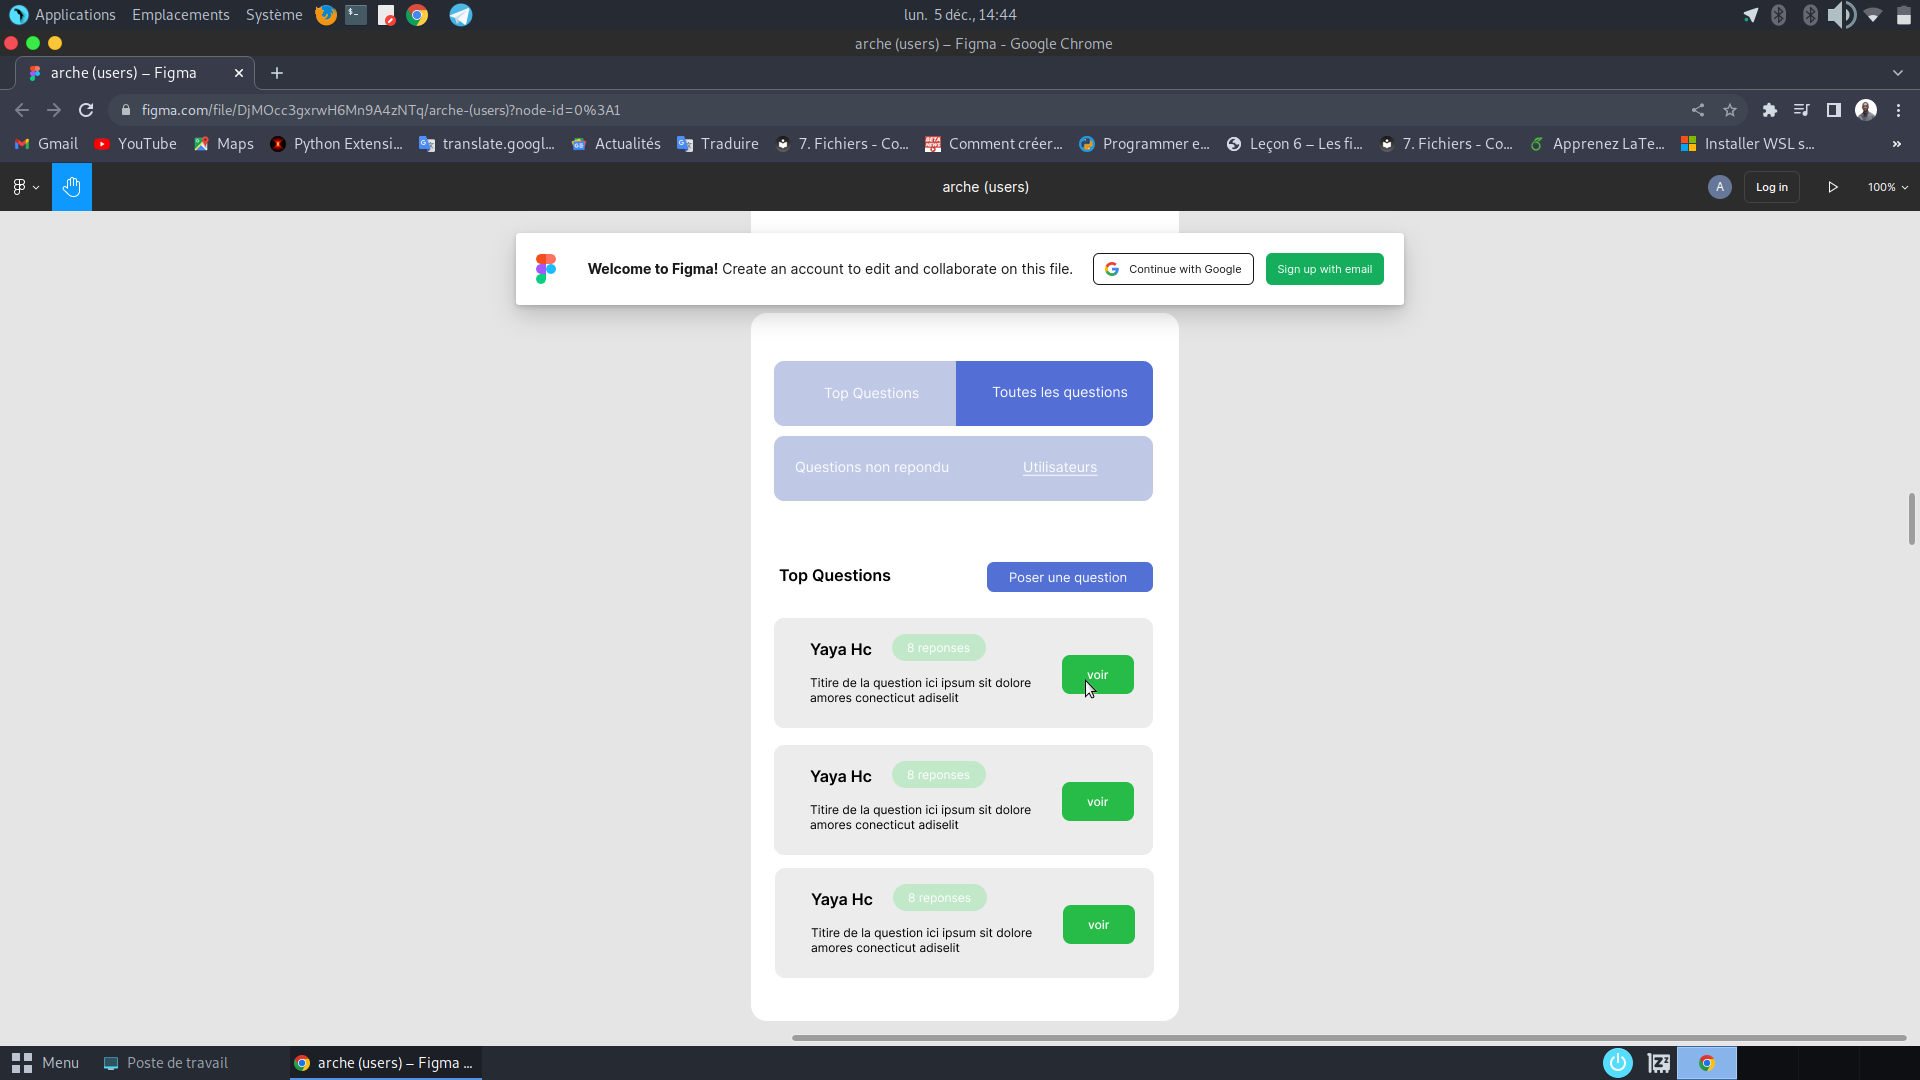 Applications Emplacements Système lun. 5 déc., 14:44
arche (users) – Figma - Google Chrome
arche (users) – Figma
figma.com/file/DjMOcc3gxrwH6Mn9A4zNTq/arche-(users)?node-id=0%3A1
Gmail YouTube Maps Python Extensi... translate.googl... Actualités Traduire 7. Fichiers - Co... Comment créer... Programmer e... Leçon 6 – Les fi... 7. Fichiers - Co... Apprenez LaTe... Installer WSL s... »
arche (users) A Log in 100%
Welcome to Figma! Create an account to edit and collaborate on this file. Continue with Google Sign up with email
Top Questions Toutes les questions
Questions non repondu Utilisateurs
Top Questions Poser une question
Yaya Hc 8 reponses
voir
Titire de la question ici ipsum sit dolore
amores conecticut adiselit
Yaya Hc 8 reponses
voir
Titire de la question ici ipsum sit dolore
amores conecticut adiselit
Yaya Hc 8 reponses
voir
Titire de la question ici ipsum sit dolore
amores conecticut adiselit
Menu Poste de travail arche (users) – Figma ...